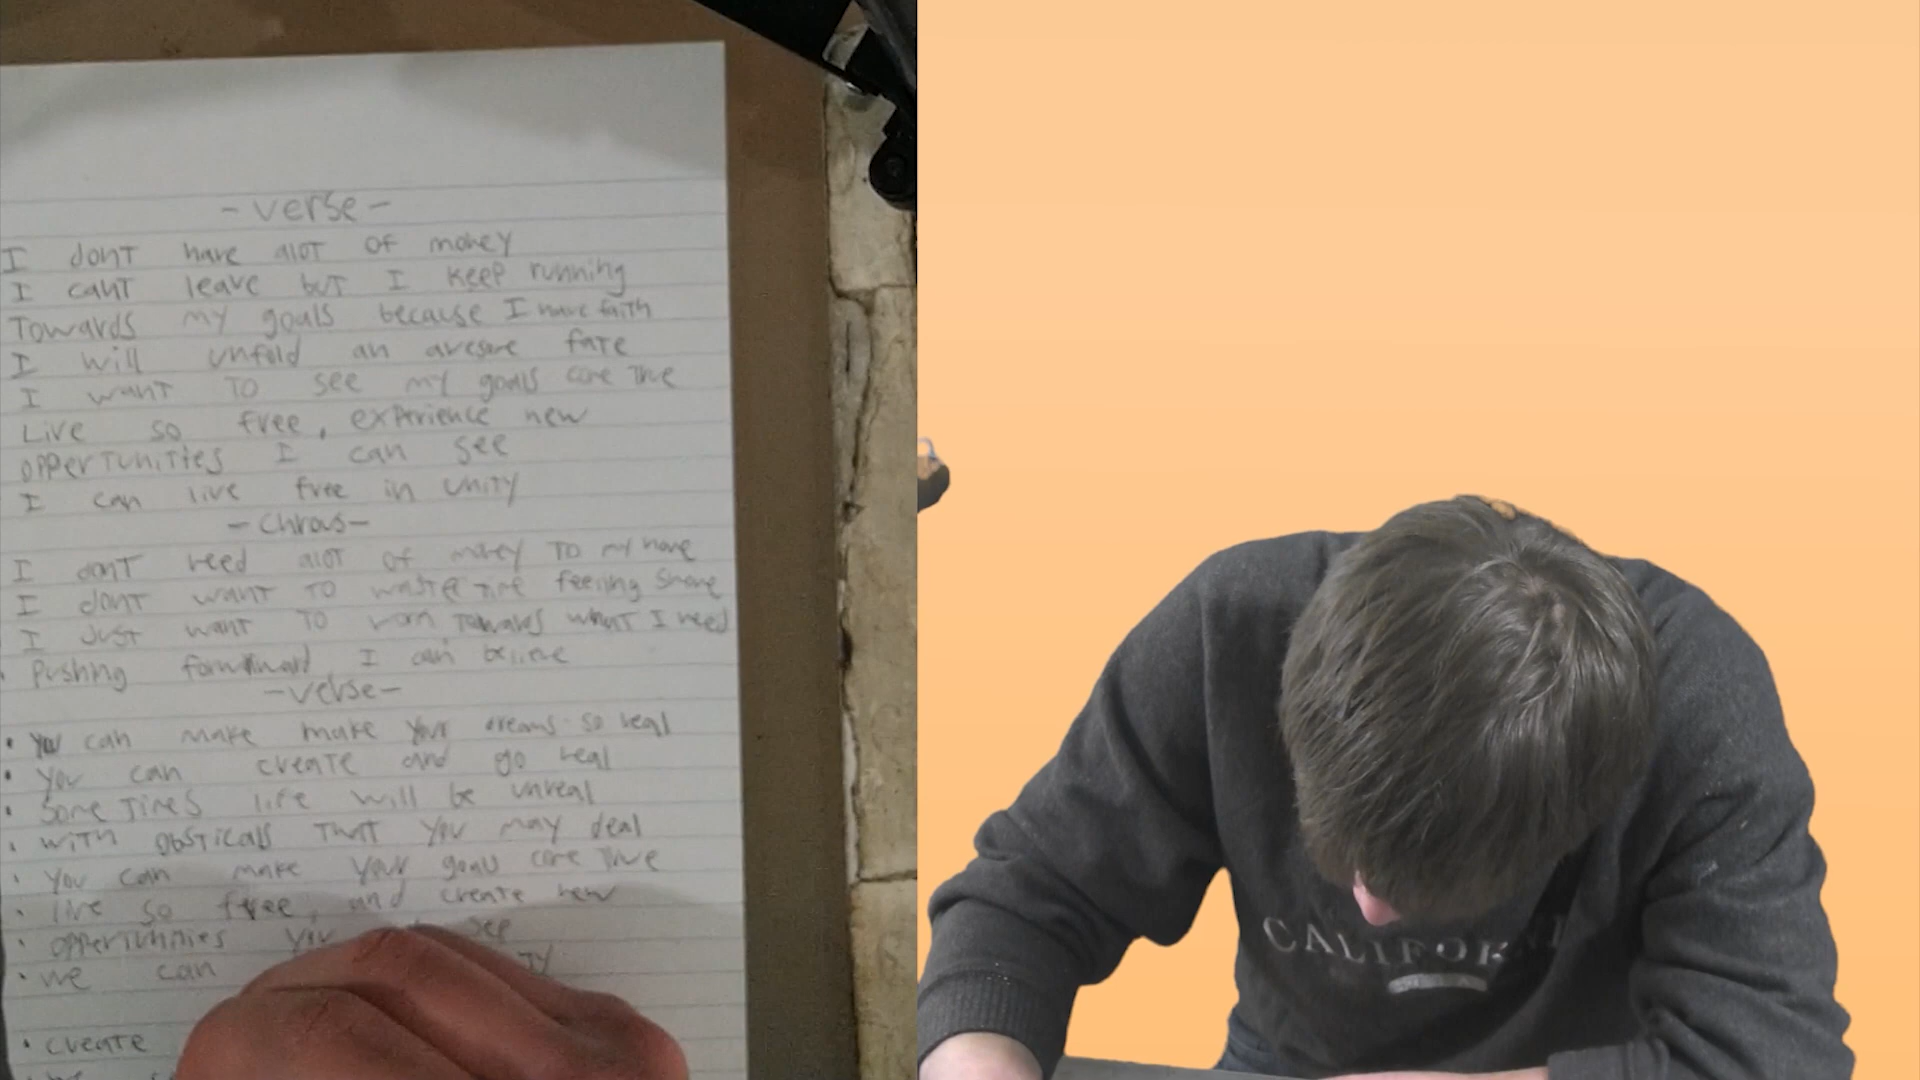 - verse -
I dont have alot of money
I cant leave but I keep running
Towards my goals because I have faith
I will unfold an fate
I want to see my goals come true
Live so free, experience new
opperTunities I can see
I can live free in unity
- Chrous -
I dont need alot of money to my name
I dont want to waste time feeling shame
I Just want to towards what I need
Pushing I can believe
- verse -
• You can make make your dreams so real
• you can create and go real
• Some Times life will be unreal
• with obsticals that you may deal
• You can make your goals come true
• live so free, and create new
• opperTunities you see
• we can
• create
CALIFOR